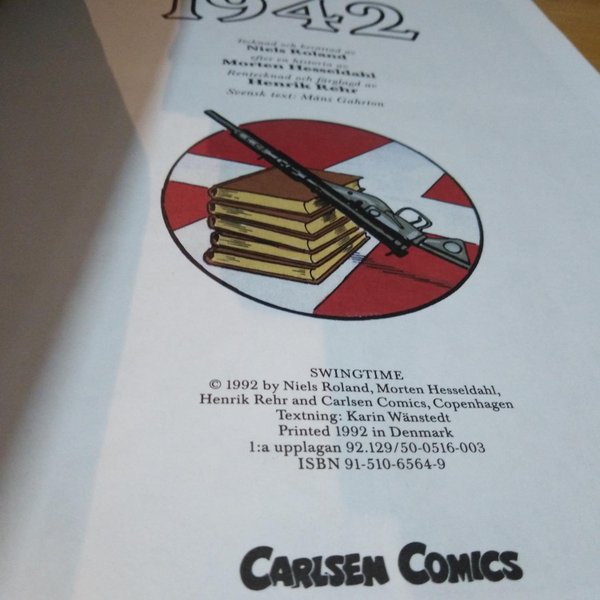 1942
Tecknad och berättad av
Niels Roland
efter en historia av
Morten Hesseldahl
Rentecknad och färglagd av
Henrik Rehr
Svensk text: Måns Gahrton
SWINGTIME
© 1992 by Niels Roland, Morten Hesseldahl,
Henrik Rehr and Carlsen Comics, Copenhagen
Textning: Karin Wänstedt
Printed 1992 in Denmark
1:a upplagan 92.129/50-0516-003
ISBN 91-510-6564-9
CARLSEN COMICS